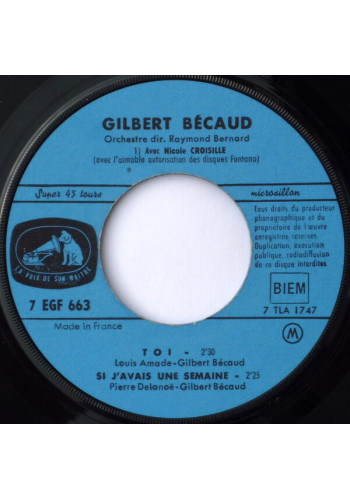 GILBERT BÉCAUD
Orchestre dir. Raymond Bernard
1) Avec Nicole CROISILLE
(avec l'aimable autorisation des disques Fontana)
Super 45 tours
microsillon
LA VOIX DE SON MAITRE
Tous droits du producteur
phonographique et du
propriétaire de l'œuvre
enregistrée réservés.
Duplication, exécution
publique, radiodiffusion
de ce disque interdites.
BIEM
7 EGF 663
7 TLA 1747
Made in France
M
TOI - 2'30
Louis Amade-Gilbert Bécaud
SI J'AVAIS UNE SEMAINE - 2'25
Pierre Delanoë-Gilbert Bécaud